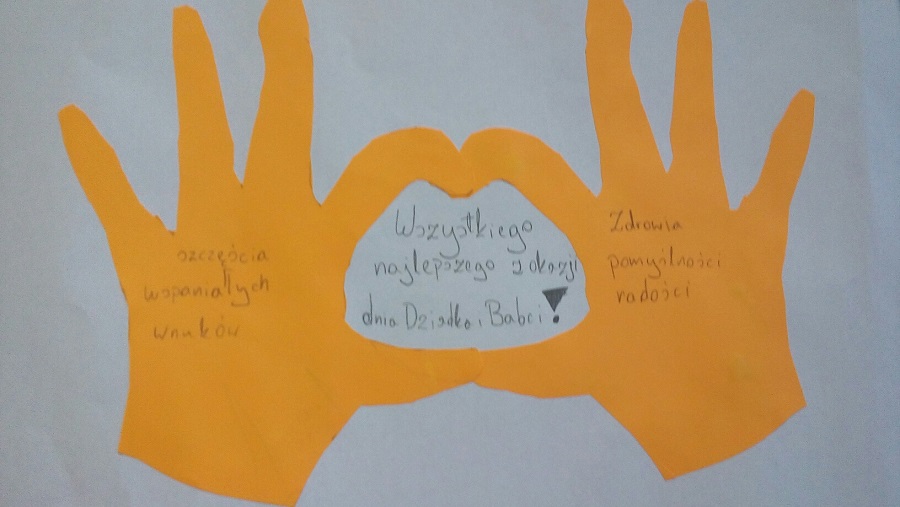 szczęścia
wspaniałych
wnuków
Wszystkiego
najlepszego z okazji
dnia Dziadka i Babci!
Zdrowia
pomyślności
radości